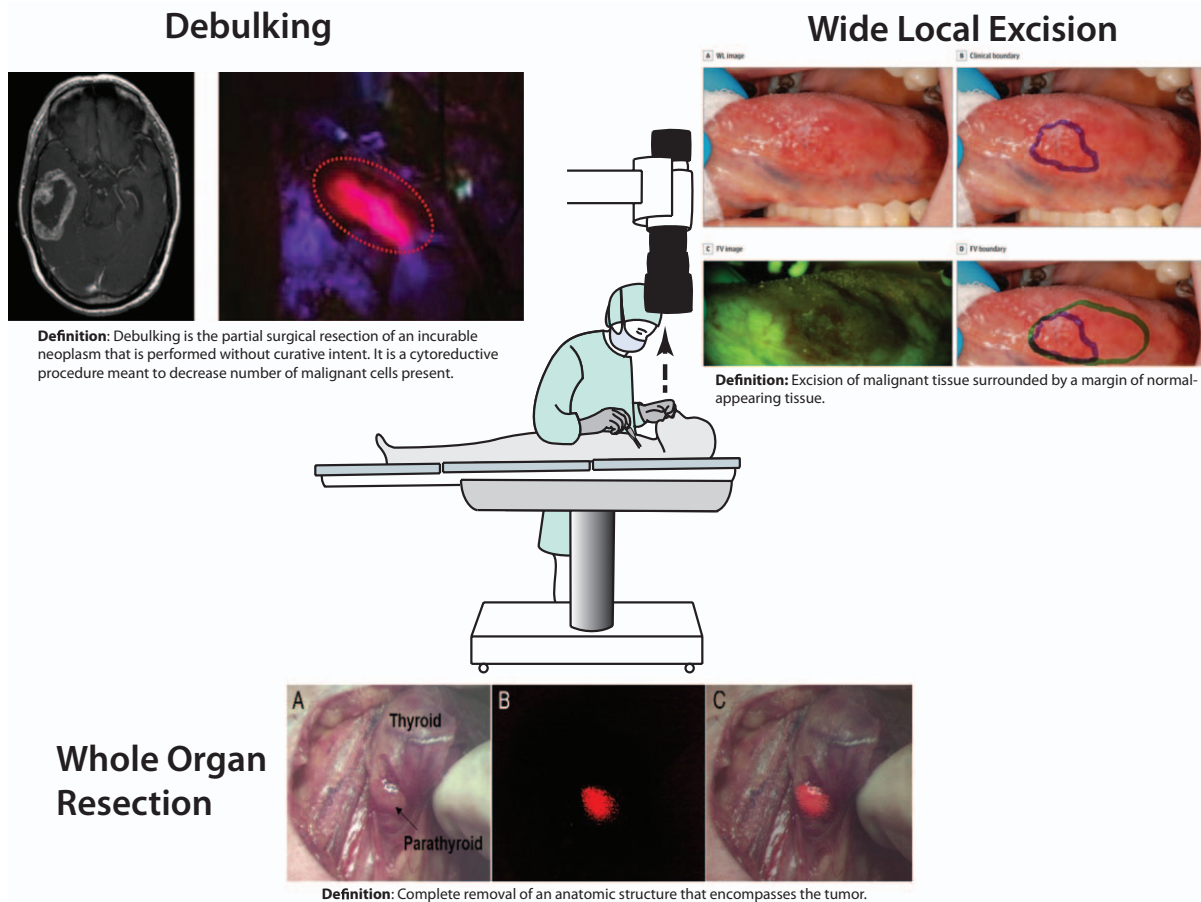 Debulking
Definition: Debulking is the partial surgical resection of an incurable
neoplasm that is performed without curative intent. It is a cytoreductive
procedure meant to decrease number of malignant cells present.
Wide Local Excision
A WL image
B Clinical boundary
C FV image
D FV boundary
Definition: Excision of malignant tissue surrounded by a margin of normal-
appearing tissue.
Whole Organ
Resection
A
Thyroid
Parathyroid
B
C
Definition: Complete removal of an anatomic structure that encompasses the tumor.